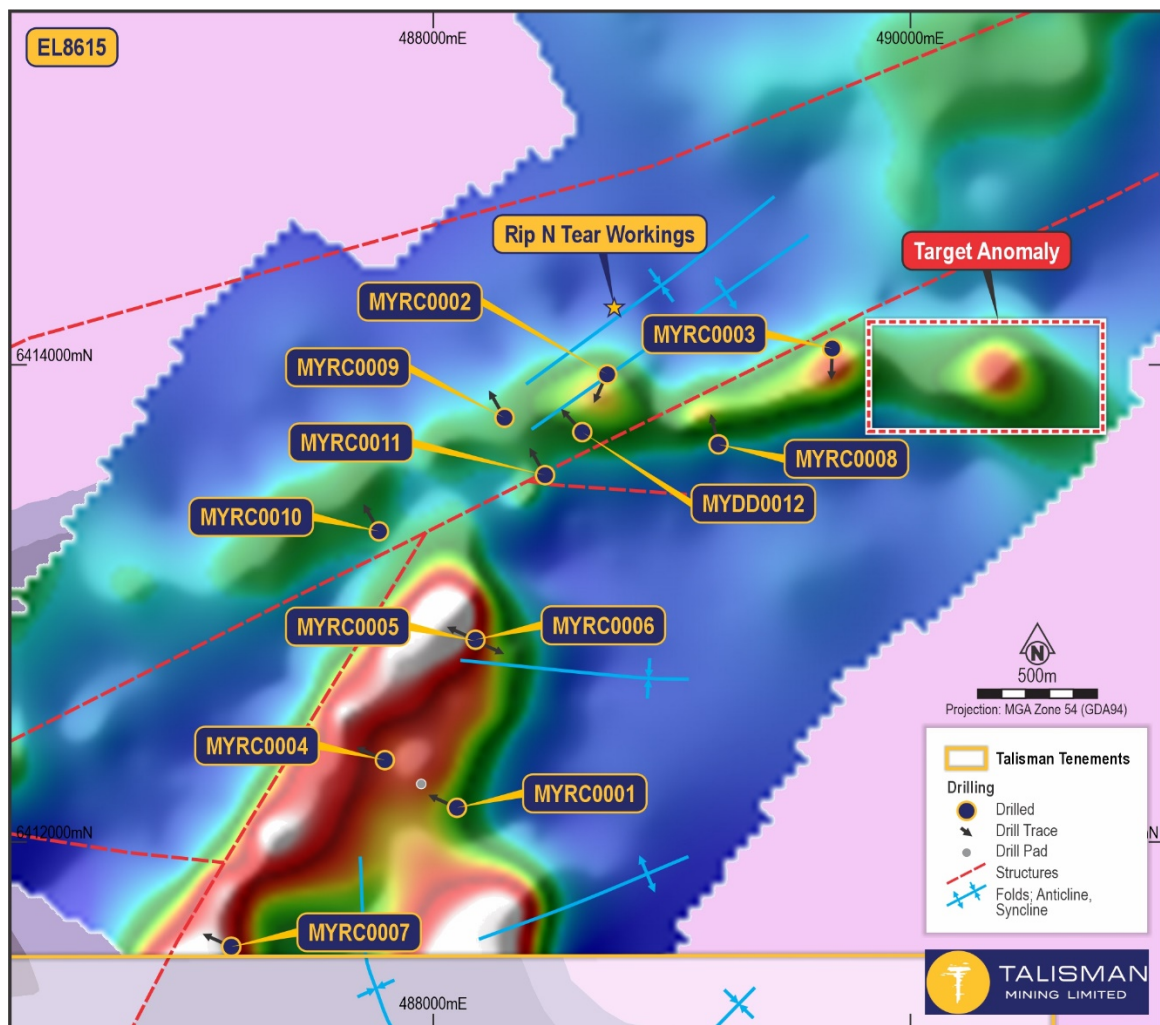 EL8615
488000mE
490000mE
Rip N Tear Workings
Target Anomaly
MYRC0002
MYRC0003
6414000mN
MYRC0009
MYRC0011
MYRC0008
MYRC0010
MYDD0012
MYRC0005
MYRC0006
N
500m
Projection: MGA Zone 54 (GDA94)
MYRC0004
MYRC0001
Talisman Tenements
Drilling
Drilled
Drill Trace
Drill Pad
Structures
Folds; Anticline,
Syncline
6412000mN
N
MYRC0007
TALISMAN
MINING LIMITED
488000mE